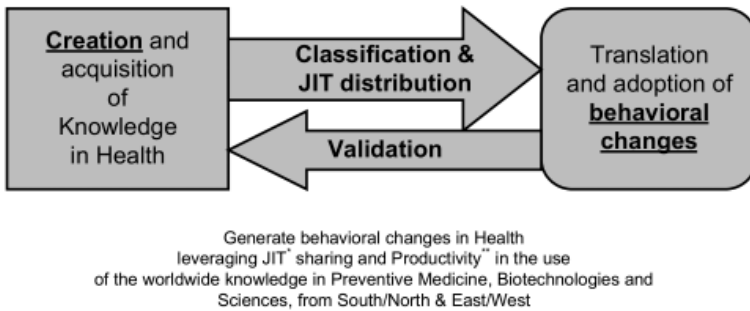 Creation and
acquisition
of
Knowledge
in Health
Classification &
JIT distribution
Validation
Translation
and adoption of
behavioral
changes
Generate behavioral changes in Health
leveraging JIT* sharing and Productivity** in the use
of the worldwide knowledge in Preventive Medicine, Biotechnologies and
Sciences, from South/North & East/West